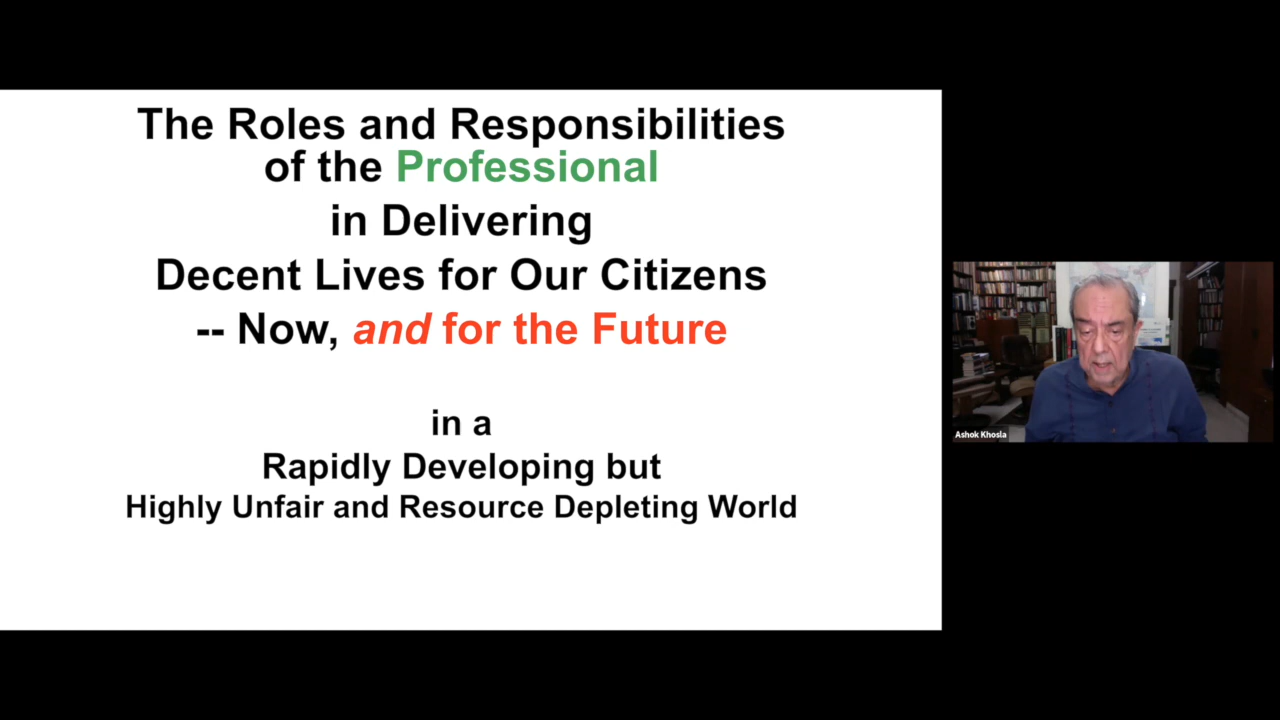 The Roles and Responsibilities
of the Professional
in Delivering
Decent Lives for Our Citizens
-- Now, and for the Future
in a
Rapidly Developing but
Highly Unfair and Resource Depleting World
Ashok Khosla